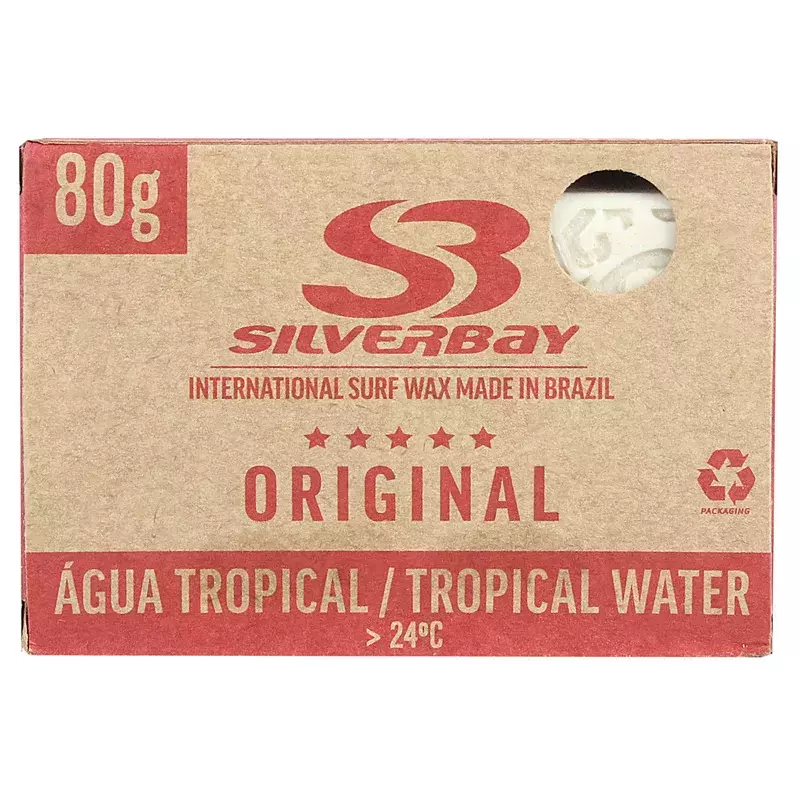 80g
SB
SILVERBAY
INTERNATIONAL SURF WAX MADE IN BRAZIL
ORIGINAL
PACKAGING
ÁGUA TROPICAL / TROPICAL WATER
> 24ºC